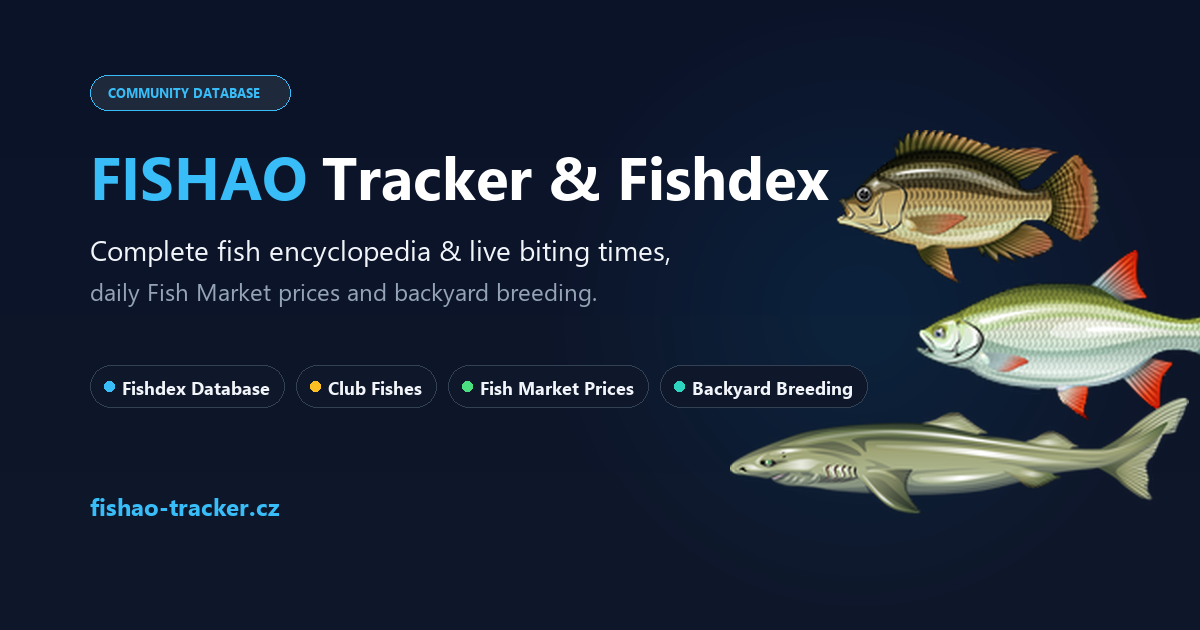 COMMUNITY DATABASE
FISHAO Tracker & Fishdex
Complete fish encyclopedia & live biting times,
daily Fish Market prices and backyard breeding.
Fishdex Database
Club Fishes
Fish Market Prices
Backyard Breeding
fishao-tracker.cz